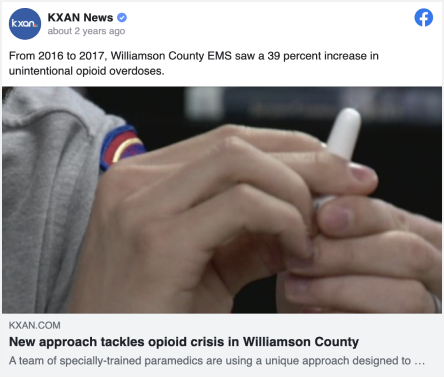 kxan.
KXAN News
about 2 years ago
From 2016 to 2017, Williamson County EMS saw a 39 percent increase in
unintentional opioid overdoses.
KXAN.COM
New approach tackles opioid crisis in Williamson County
A team of specially-trained paramedics are using a unique approach designed to …